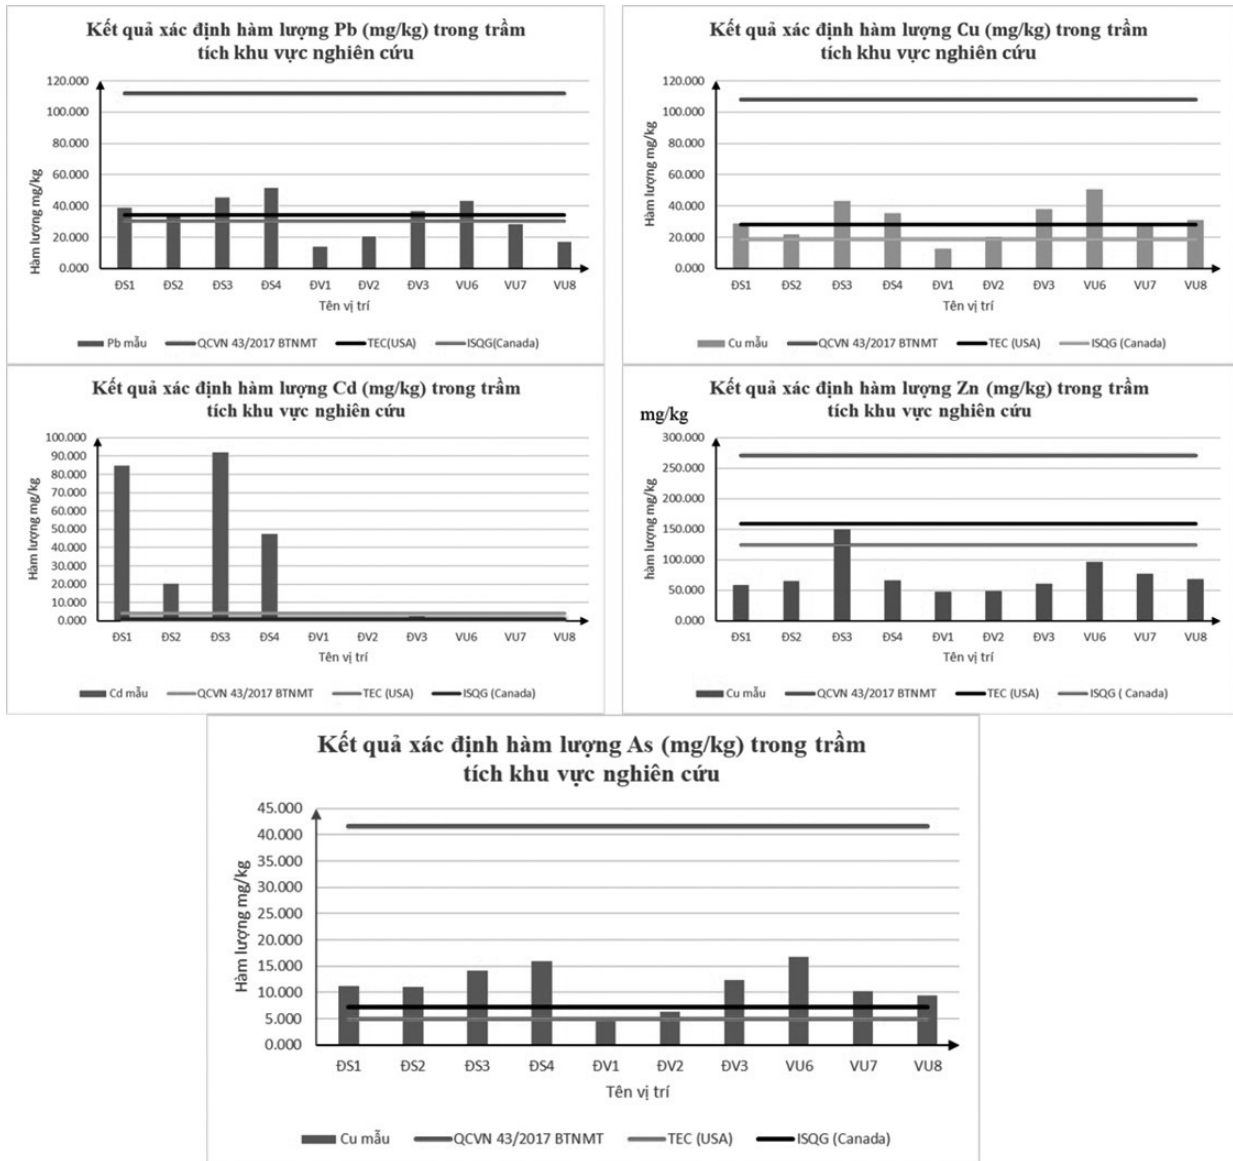 Kết quả xác định hàm lượng Pb (mg/kg) trong trầm
tích khu vực nghiên cứu
Hàm lượng mg/kg
120.000
100.000
80.000
60.000
40.000
20.000
0.000
ĐS1 ĐS2 ĐS3 ĐS4 ĐV1 ĐV2 ĐV3 VU6 VU7 VU8
Tên vị trí
Pb mẫu QCVN 43/2017 BTNMT TEC(USA) ISQG(Canada)
Kết quả xác định hàm lượng Cu (mg/kg) trong trầm
tích khu vực nghiên cứu
Hàm lượng mg/kg
120.000
100.000
80.000
60.000
40.000
20.000
0.000
ĐS1 ĐS2 ĐS3 ĐS4 ĐV1 ĐV2 ĐV3 VU6 VU7 VU8
Tên vị trí
Cu mẫu QCVN 43/2017 BTNMT TEC (USA) ISQG (Canada)
Kết quả xác định hàm lượng Cd (mg/kg) trong trầm
tích khu vực nghiên cứu
Hàm lượng mg/kg
100.000
90.000
80.000
70.000
60.000
50.000
40.000
30.000
20.000
10.000
0.000
ĐS1 ĐS2 ĐS3 ĐS4 ĐV1 ĐV2 ĐV3 VU6 VU7 VU8
Tên vị trí
Cd mẫu QCVN 43/2017 BTNMT TEC (USA) ISQG (Canada)
Kết quả xác định hàm lượng Zn (mg/kg) trong trầm
tích khu vực nghiên cứu
mg/kg
hàm lượng mg/kg
300.000
250.000
200.000
150.000
100.000
50.000
0.000
ĐS1 ĐS2 ĐS3 ĐS4 ĐV1 ĐV2 ĐV3 VU6 VU7 VU8
Tên vị trí
Cu mẫu QCVN 43/2017 BTNMT TEC (USA) ISQG ( Canada)
Kết quả xác định hàm lượng As (mg/kg) trong trầm
tích khu vực nghiên cứu
Hàm lượng mg/kg
45.000
40.000
35.000
30.000
25.000
20.000
15.000
10.000
5.000
0.000
ĐS1 ĐS2 ĐS3 ĐS4 ĐV1 ĐV2 ĐV3 VU6 VU7 VU8
Tên vị trí
Cu mẫu QCVN 43/2017 BTNMT TEC (USA) ISQG (Canada)